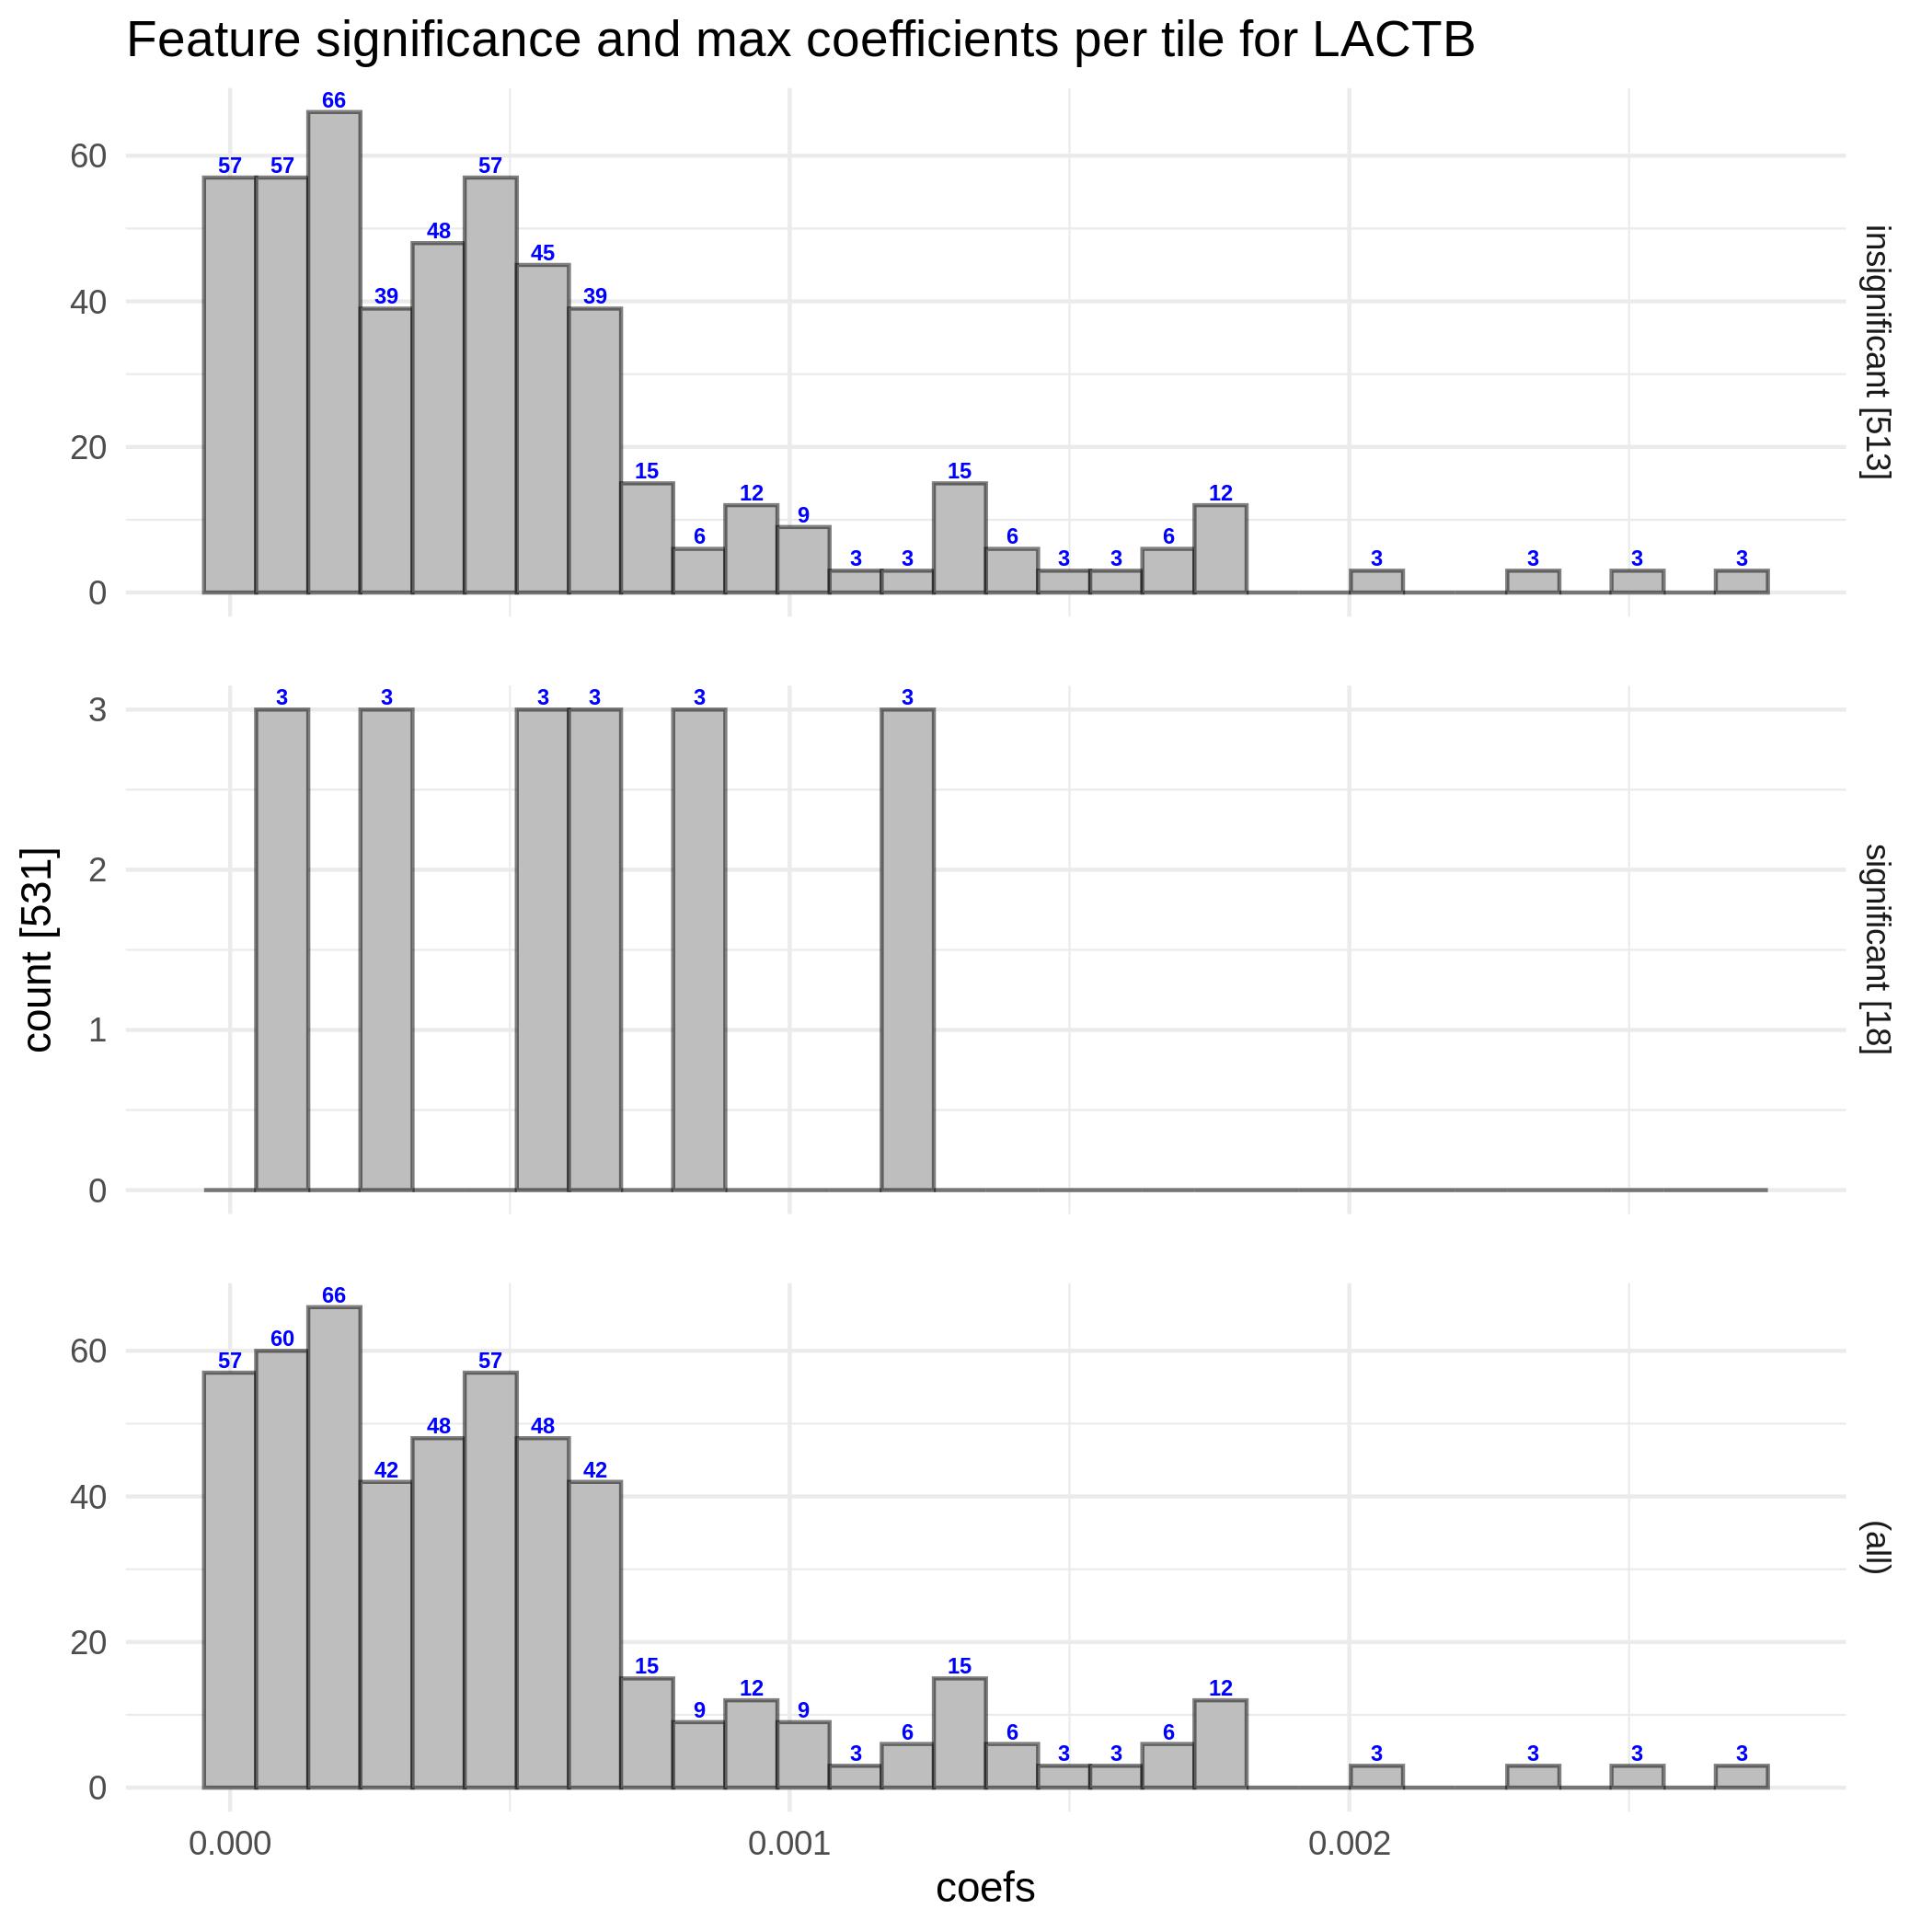 Feature significance and max coefficients per tile for LACTB
66
57 57 57
60
48
45
39 39
40
20
15 15
12 12
9
6 6 6
3 3 3 3 3 3 3 3
0
insignificant [513]
3 3 3 3 3 3
3
2
1
0
significant [18]
count [531]
66
60
57 57
60
48 48
42 42
40
20
15 15
12 12
9 9
6 6 6
3 3 3 3 3 3 3
0
(all)
0.000 0.001 0.002
coefs